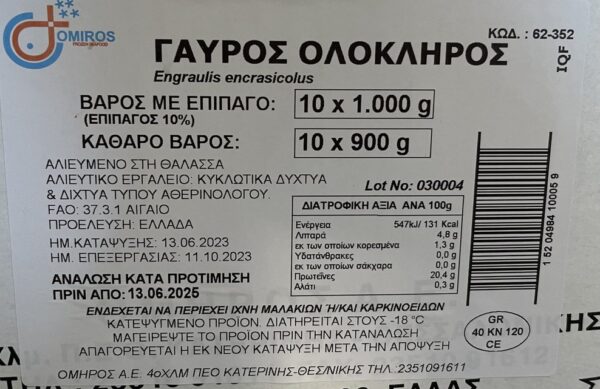 OMIROS
FROZEN SEAFOOD
ΚΩΔ. : 62-352
IQF
ΓΑΥΡΟΣ ΟΛΟΚΛΗΡΟΣ
Engraulis encrasicolus
ΒΑΡΟΣ ΜΕ ΕΠΙΠΑΓΟ: 10 x 1.000 g
(ΕΠΙΠΑΓΟΣ 10%)
ΚΑΘΑΡΟ ΒΑΡΟΣ: 10 x 900 g
ΑΛΙΕΥΜΕΝΟ ΣΤΗ ΘΑΛΑΣΣΑ
ΑΛΙΕΥΤΙΚΟ ΕΡΓΑΛΕΙΟ: ΚΥΚΛΩΤΙΚΑ ΔΥΧΤΥΑ
& ΔΙΧΤΥΑ ΤΥΠΟΥ ΑΘΕΡΙΝΟΛΟΓΟΥ.
FAO: 37.3.1 ΑΙΓΑΙΟ
ΠΡΟΕΛΕΥΣΗ: ΕΛΛΑΔΑ
ΗΜ.ΚΑΤΑΨΥΞΗΣ: 13.06.2023
ΗΜ. ΕΠΕΞΕΡΓΑΣΙΑΣ: 11.10.2023
ΑΝΑΛΩΣΗ ΚΑΤΑ ΠΡΟΤΙΜΗΣΗ
ΠΡΙΝ ΑΠΟ: 13.06.2025
Lot No: 030004
ΔΙΑΤΡΟΦΙΚΗ ΑΞΙΑ ΑΝΑ 100g
Ενέργεια 547kJ/ 131 Kcal
Λιπαρά 4,8 g
εκ των οποίων κορεσμένα 1,3 g
Υδατάνθρακες 0,0 g
εκ των οποίων σάκχαρα 0,0 g
Πρωτεΐνες 20,4 g
Αλάτι 0,3 g
1 52 04984 10005 9
ΕΝΔΕΧΕΤΑΙ ΝΑ ΠΕΡΙΕΧΕΙ ΙΧΝΗ ΜΑΛΑΚΙΩΝ Ή/ΚΑΙ ΚΑΡΚΙΝΟΕΙΔΩΝ
ΚΑΤΕΨΥΓΜΕΝΟ ΠΡΟΪΟΝ. ΔΙΑΤΗΡΕΙΤΑΙ ΣΤΟΥΣ -18 °C
ΜΑΓΕΙΡΕΨΤΕ ΤΟ ΠΡΟΪΟΝ ΠΡΙΝ ΤΗΝ ΚΑΤΑΝΑΛΩΣΗ
ΑΠΑΓΟΡΕΥΕΤΑΙ Η ΕΚ ΝΕΟΥ ΚΑΤΑΨΥΞΗ ΜΕΤΑ ΤΗΝ ΑΠΟΨΥΞΗ
GR
40 KN 120
CE
ΟΜΗΡΟΣ Α.Ε. 4οΧΛΜ ΠΕΟ ΚΑΤΕΡΙΝΗΣ-ΘΕΣ/ΝΙΚΗΣ ΤΗΛ.:2351091611